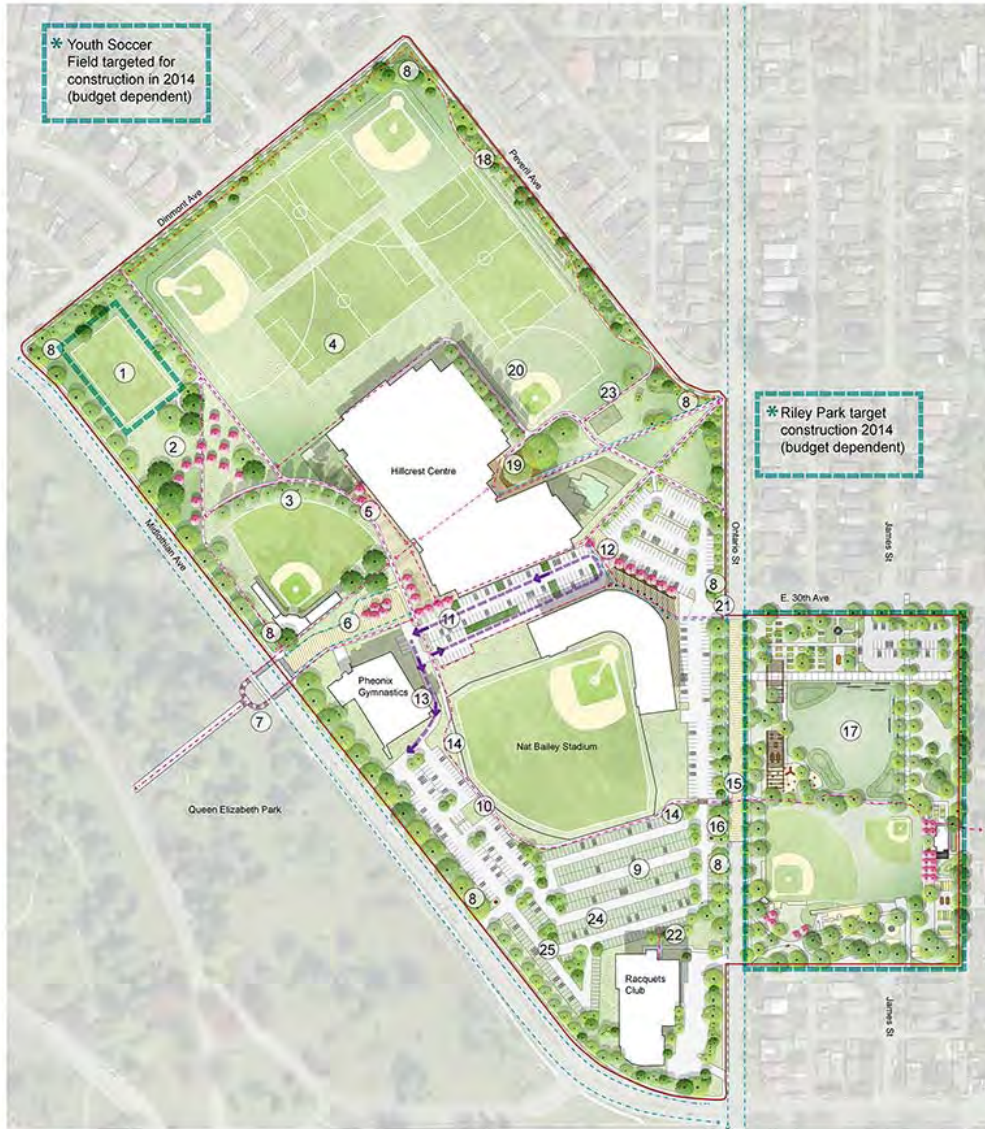 * Youth Soccer
Field targeted for
construction in 2014
(budget dependent)
8
Dinmont Ave
Peveril Ave
18
8
1
4
2
20
23
8
* Riley Park target
construction 2014
(budget dependent)
Hillcrest Centre
19
3
5
Midlothian Ave
Ontario St
James St
12
8
21
E. 30th Ave
11
6
8
Pheonix
Gymnastics
13
7
14
Nat Bailey Stadium
17
15
Queen Elizabeth Park
10
14
16
9
8
8
24
22
25
Racquets
Club
James St